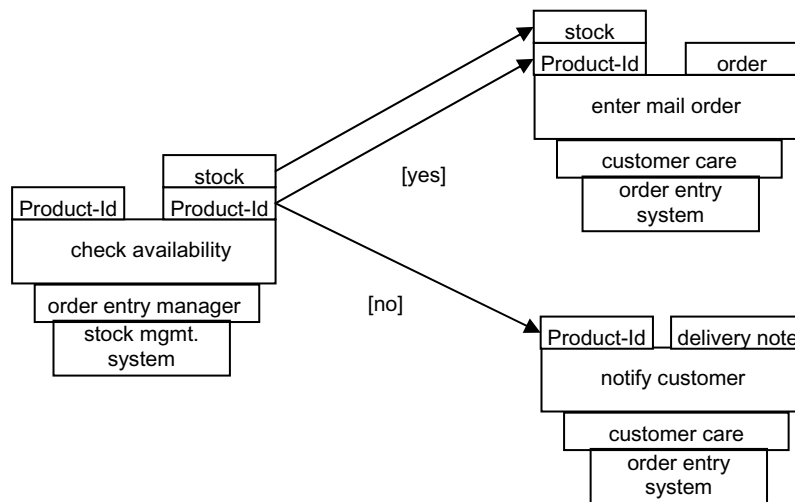 stock
Product-Id
order
enter mail order
customer care
order entry
system
[yes]
stock
Product-Id
Product-Id
check availability
order entry manager
stock mgmt.
system
[no]
Product-Id
delivery note
notify customer
customer care
order entry
system